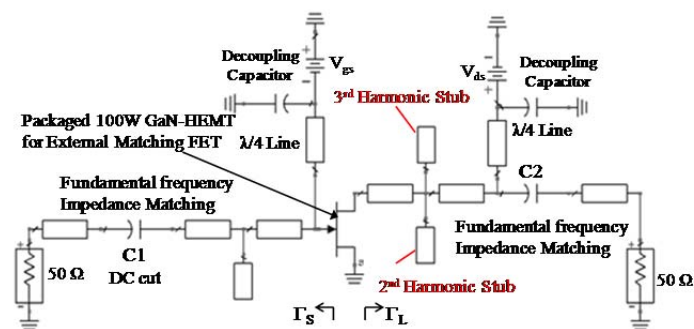 Decoupling
Capacitor
+
-
Vgs
Packaged 100W GaN-HEMT
for External Matching FET
λ/4 Line
3rd Harmonic Stub
Vds
-
+
Decoupling
Capacitor
λ/4 Line
C2
Fundamental frequency
Impedance Matching
C1
DC cut
+
50 Ω
-
Fundamental frequency
Impedance Matching
+
50 Ω
-
2nd Harmonic Stub
ΓS
ΓL